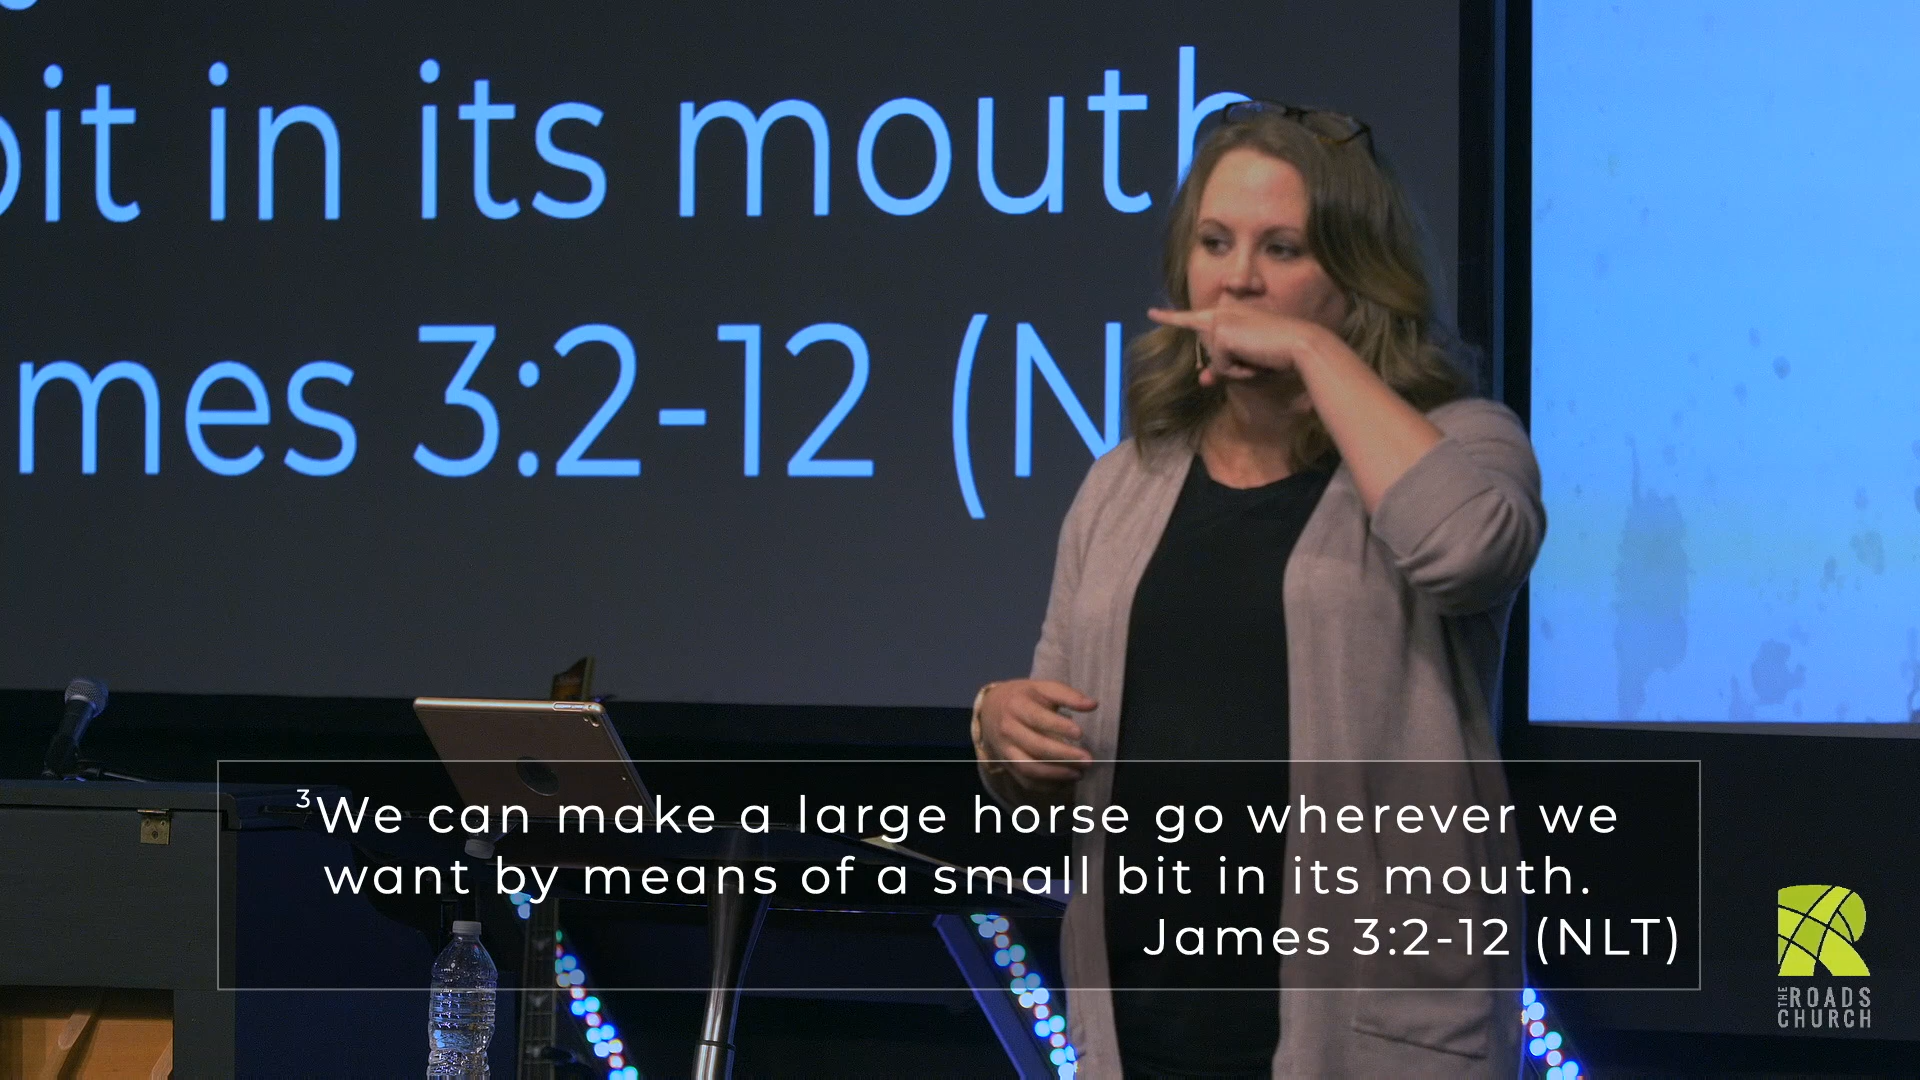 bit in its mouth
mes 3:2-12 (N
³We can make a large horse go wherever we
want by means of a small bit in its mouth.
James 3:2-12 (NLT)
THE ROADS
CHURCH